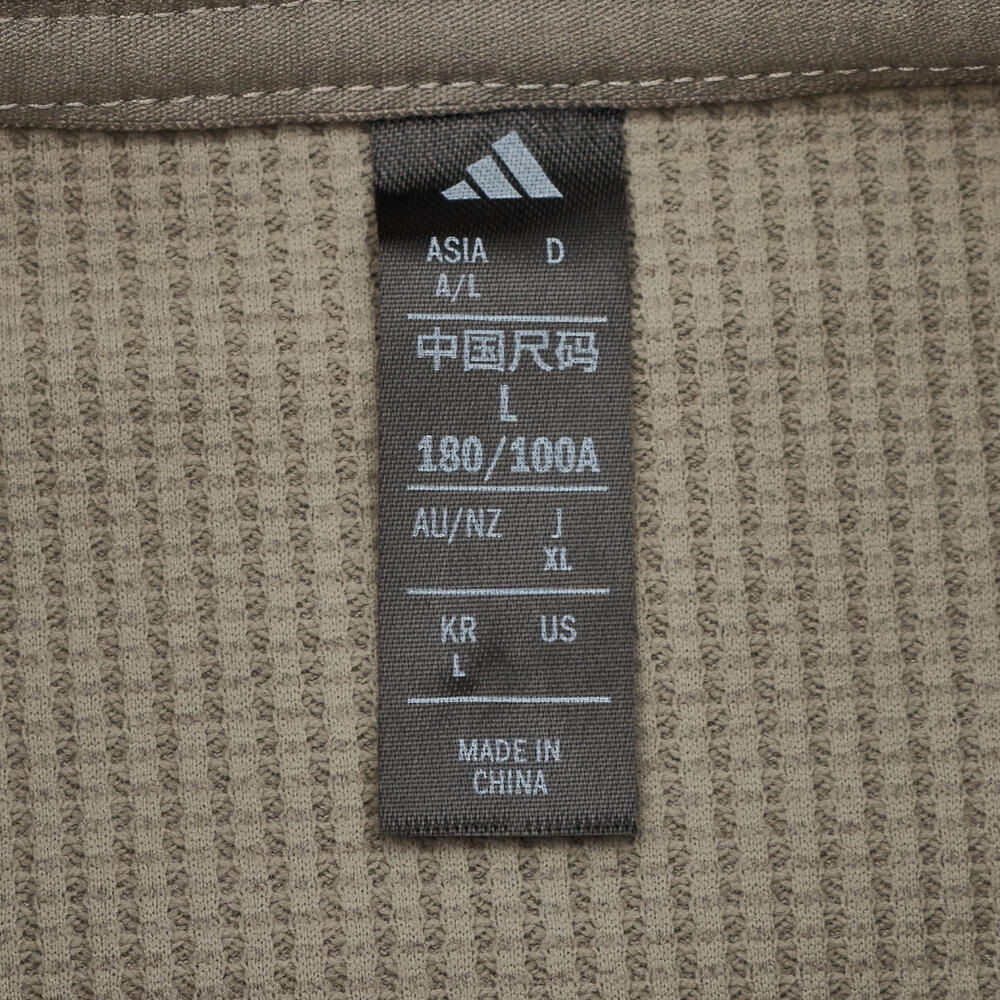 ASIA D
A/L
中国尺码
L
180/100A
AU/NZ J
XL
KR US
L
MADE IN
CHINA